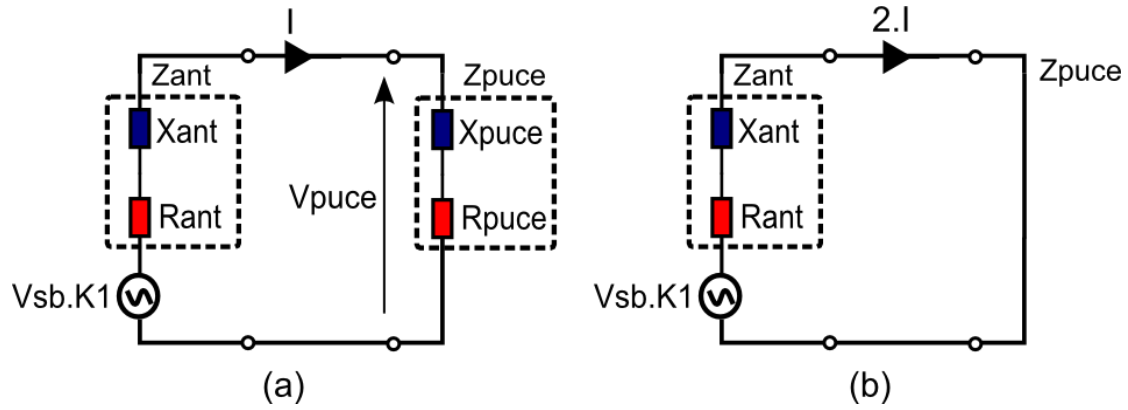 I
Zant
Zpuce
Xant
Xpuce
Vpuce
Rant
Rpuce
Vsb.K1
(a)
2.I
Zant
Zpuce
Xant
Rant
Vsb.K1
(b)